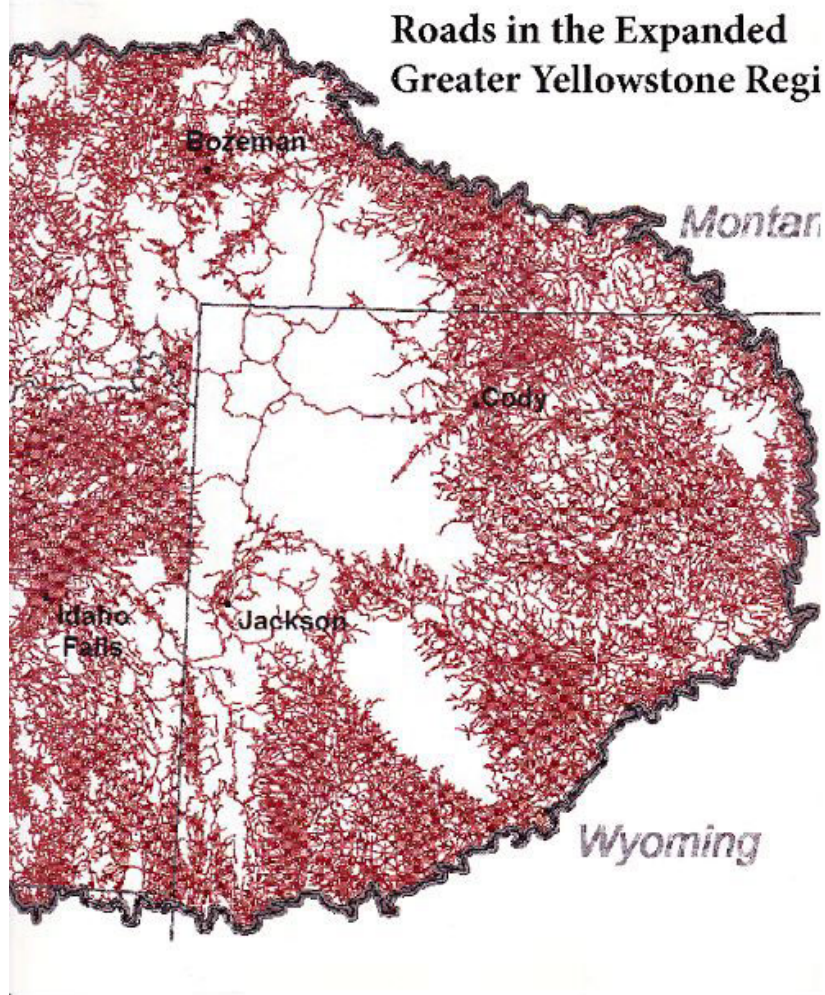 Roads in the Expanded
Greater Yellowstone Regi
Bozeman
Montan
Cody
Idaho
Falls
Jackson
Wyoming